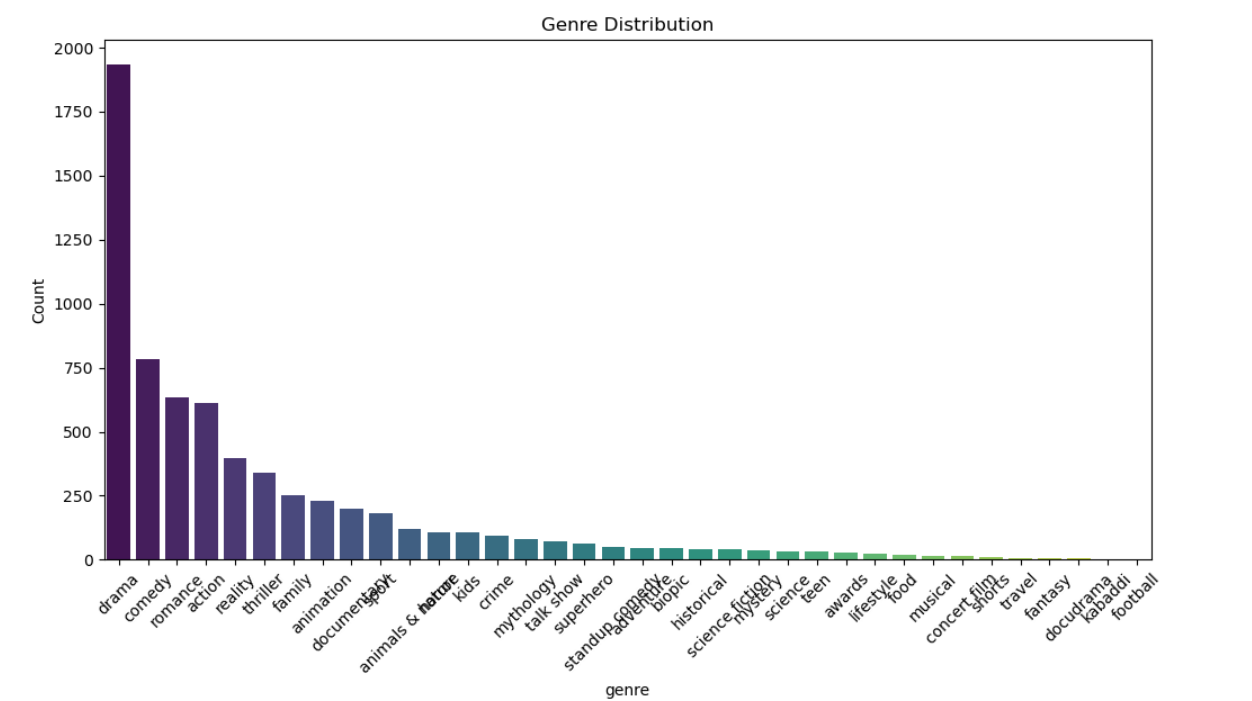 Genre Distribution
2000
1750
1500
1250
1000
750
500
250
0
Count
drama
comedy
romance
action
reality
thriller
family
animation
documentary
sport
animals & nature
horror
kids
crime
mythology
talk show
superhero
standup comedy
adventure
biopic
historical
science fiction
mystery
science
teen
awards
lifestyle
food
musical
concert film
shorts
travel
fantasy
docudrama
kabaddi
football
genre